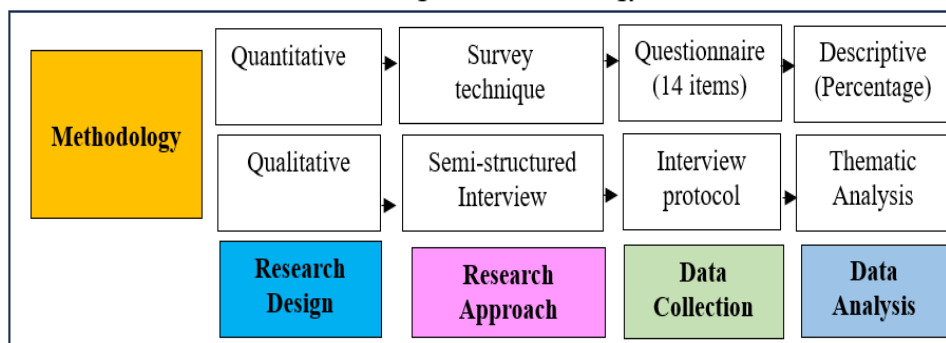 Methodology
Quantitative
Survey
technique
Questionnaire
(14 items)
Descriptive
(Percentage)
Qualitative
Semi-structured
Interview
Interview
protocol
Thematic
Analysis
Research
Design
Research
Approach
Data
Collection
Data
Analysis